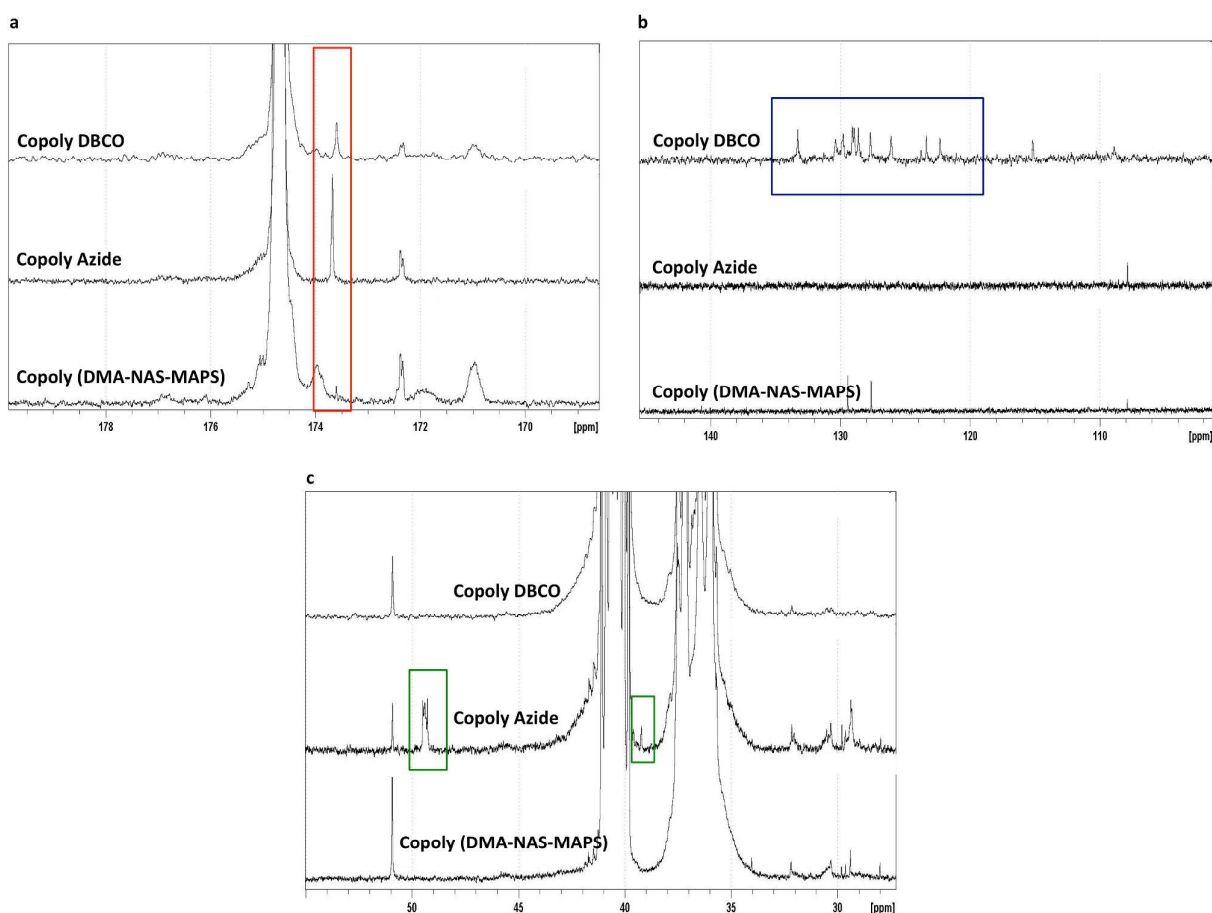 a
Copoly DBCO
Copoly Azide
Copoly (DMA-NAS-MAPS)
178 176 174 172 170 [ppm]
b
Copoly DBCO
Copoly Azide
Copoly (DMA-NAS-MAPS)
140 130 120 110 [ppm]
c
Copoly DBCO
Copoly Azide
Copoly (DMA-NAS-MAPS)
50 45 40 35 30 [ppm]